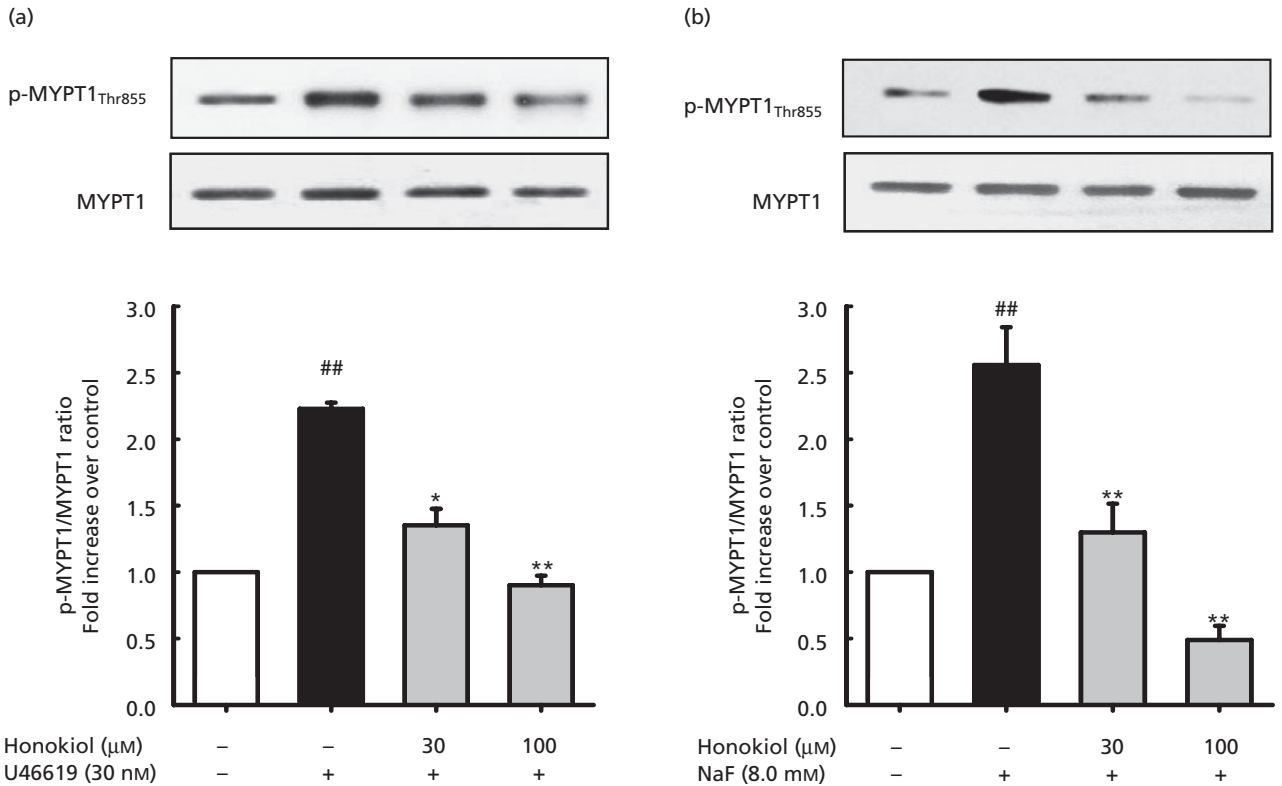 (a)
p-MYPT1Thr855
MYPT1
p-MYPT1/MYPT1 ratio
Fold increase over control
3.0
2.5
2.0
1.5
1.0
0.5
0.0
##
*
**
Honokiol (μM) – – 30 100
U46619 (30 nM) – + + +
(b)
p-MYPT1Thr855
MYPT1
p-MYPT1/MYPT1 ratio
Fold increase over control
3.0
2.5
2.0
1.5
1.0
0.5
0.0
##
**
**
Honokiol (μM) – – 30 100
NaF (8.0 mM) – + + +